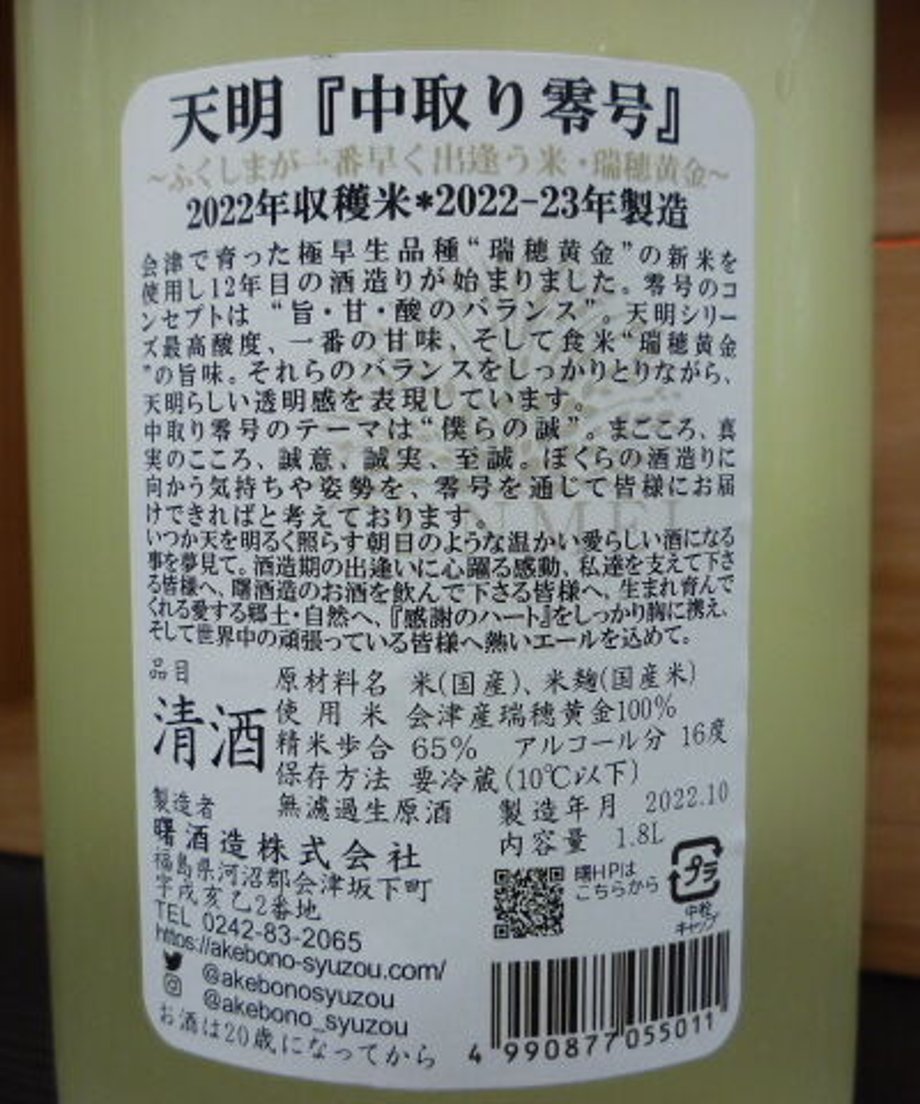 天明『中取り零号』
～ふくしまが一番早く出逢う米・瑞穂黄金～
2022年収穫米*2022-23年製造
会津で育った極早生品種“瑞穂黄金”の新米を
使用し12年目の酒造りが始まりました。零号のコ
ンセプトは “旨・甘・酸のバランス”。天明シリー
ズ最高酸度、一番の甘味、そして食米“瑞穂黄金
”の旨味。それらのバランスをしっかりとりながら、
天明らしい透明感を表現しています。
中取り零号のテーマは“僕らの誠”。まごころ、真
実のこころ、誠意、誠実、至誠。ぼくらの酒造りに
向かう気持ちや姿勢を、零号を通じて皆様にお届
けできればと考えております。
いつか天を明るく照らす朝日のような温かい愛らしい酒になる
事を夢見て。酒造期の出逢いに心躍る感動、私達を支えて下さ
る皆様へ、曙酒造のお酒を飲んで下さる皆様へ、生まれ育んで
くれる愛する郷土・自然へ、『感謝のハート』をしっかり胸に携え、
そして世界中の頑張っている皆様へ熱いエールを込めて。
品目
清酒
原材料名 米(国産)、米麹(国産米)
使用米 会津産瑞穂黄金100%
精米歩合 65% アルコール分 16度
保存方法 要冷蔵(10℃以下)
無濾過生原酒 製造年月 2022.10
内容量 1.8L
製造者
曙酒造株式会社
福島県河沼郡会津坂下町
字戌亥乙2番地
TEL 0242-83-2065
https://akebono-syuzou.com/
@akebonosyuzou
@akebono_syuzou
お酒は20歳になってから
曙HPは
こちらから
プラ
中栓
キャップ
4 990877055011